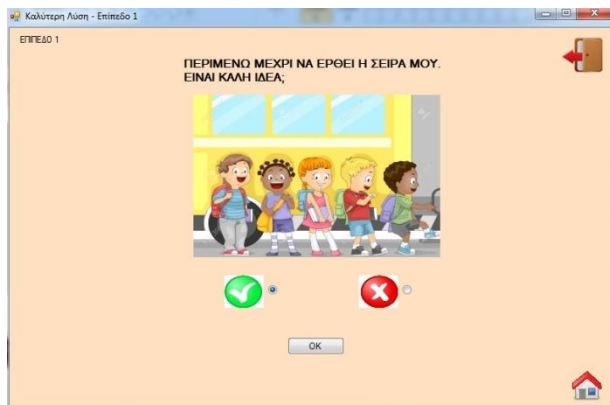 Καλύτερη Λύση - Επίπεδο 1
ΕΠΙΠΕΔΟ 1
ΠΕΡΙΜΕΝΩ ΜΕΧΡΙ ΝΑ ΕΡΘΕΙ Η ΣΕΙΡΑ ΜΟΥ.
ΕΙΝΑΙ ΚΑΛΗ ΙΔΕΑ;
OK